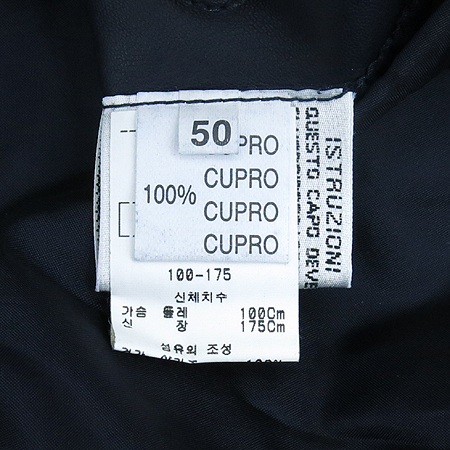 50
PRO
CUPRO
100% CUPRO
CUPRO
100-175
신체치수
가슴 둘레 100Cm
신 장 175Cm
섬유의 조성
ISTRUZIONI
QUESTO CAPO DEVE